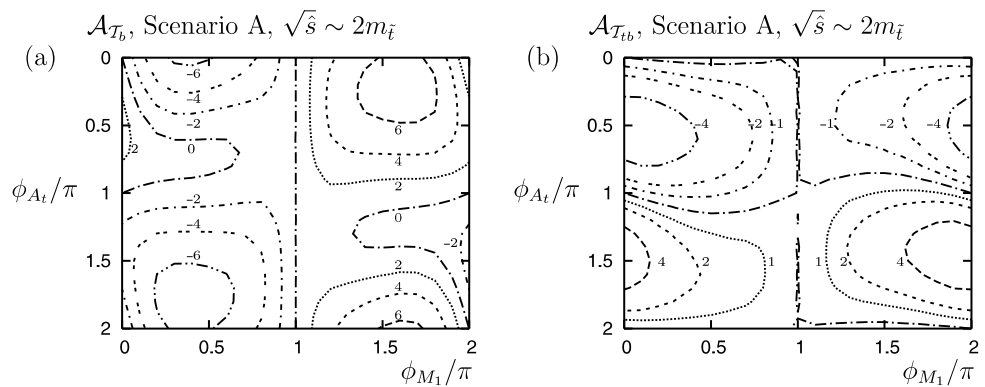 𝒜_{𝒯_b}, Scenario A, √ŝ ∼ 2m_{t̃}
(a)
0
0.5
1
1.5
2
ϕ_{A_t}/π
0 0.5 1 1.5 2
ϕ_{M_1}/π
−6
−4
−2
0
2
6
4
2
−2
−4
−6
0
−2
2
4
6
𝒜_{𝒯_{tb}}, Scenario A, √ŝ ∼ 2m_{t̃}
(b)
0
0.5
1
1.5
2
ϕ_{A_t}/π
0 0.5 1 1.5 2
ϕ_{M_1}/π
−4 −2 −1 −1 −2 −4
4 2 1 1 2 4